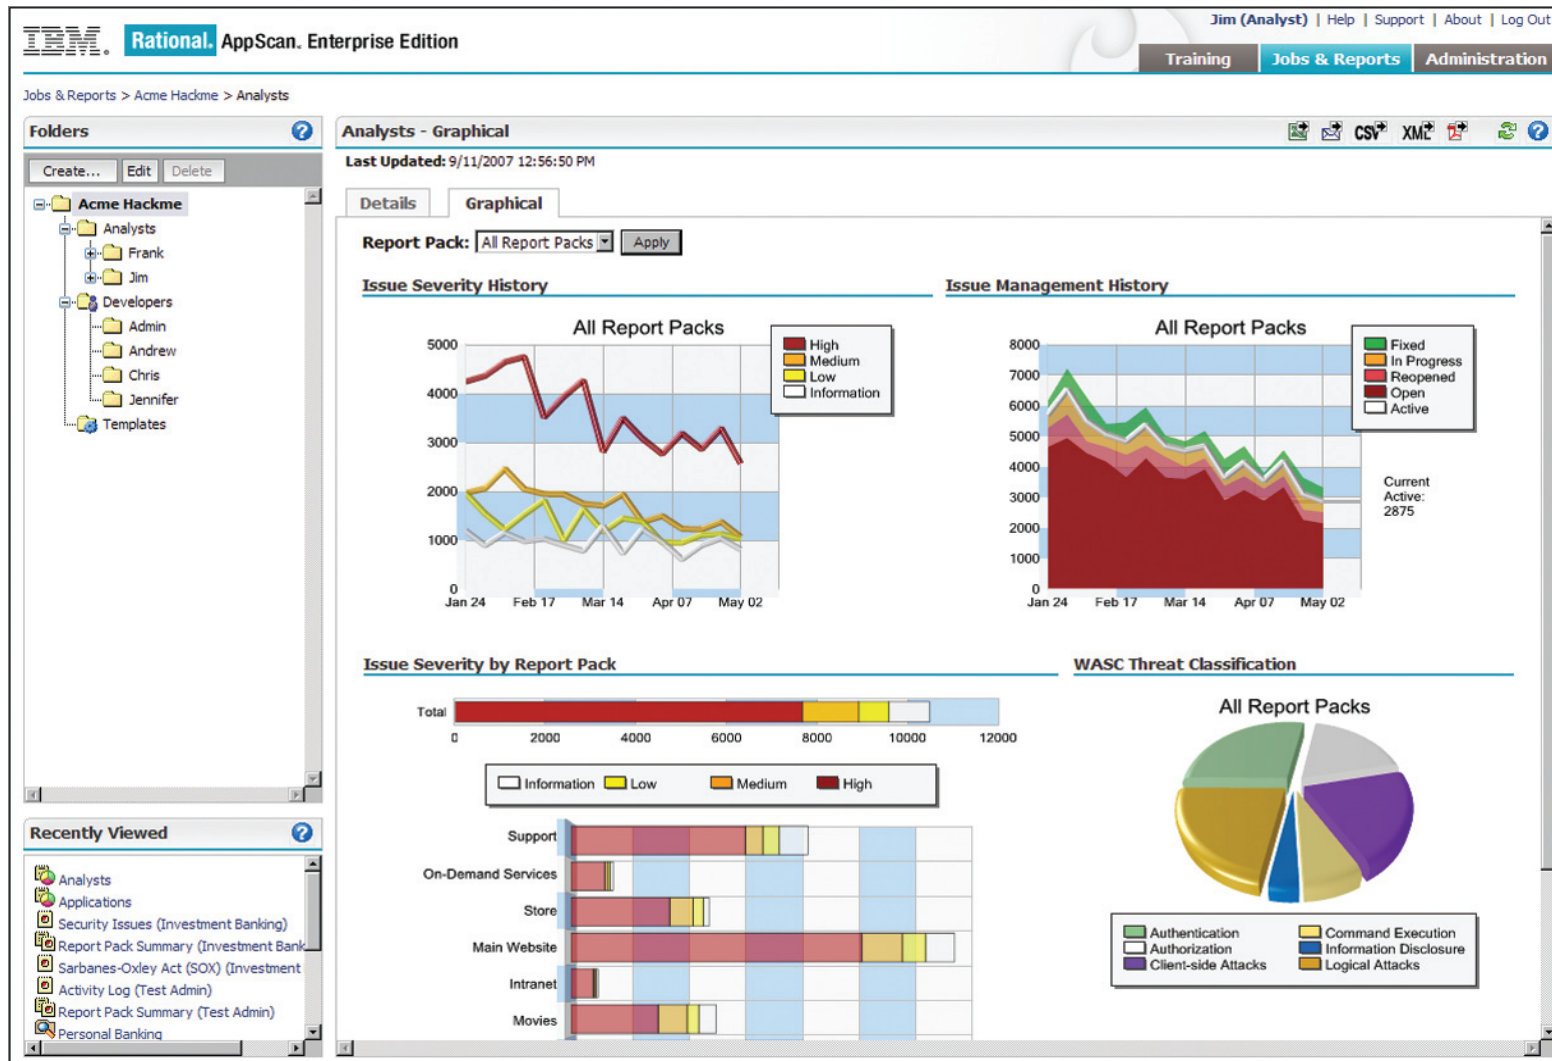 IBM. Rational. AppScan. Enterprise Edition
Jim (Analyst) | Help | Support | About | Log Out
Training Jobs & Reports Administration
Jobs & Reports > Acme Hackme > Analysts
Folders
Create... Edit Delete
Acme Hackme
Analysts
Frank
Jim
Developers
Admin
Andrew
Chris
Jennifer
Templates
Recently Viewed
Analysts
Applications
Security Issues (Investment Banking)
Report Pack Summary (Investment Bank
Sarbanes-Oxley Act (SOX) (Investment
Activity Log (Test Admin)
Report Pack Summary (Test Admin)
Personal Banking
Analysts - Graphical
CSV XML
Last Updated: 9/11/2007 12:56:50 PM
Details Graphical
Report Pack: All Report Packs Apply
Issue Severity History
All Report Packs
High
Medium
Low
Information
5000
4000
3000
2000
1000
0
Jan 24 Feb 17 Mar 14 Apr 07 May 02
Issue Management History
All Report Packs
Fixed
In Progress
Reopened
Open
Active
8000
7000
6000
5000
4000
3000
2000
1000
0
Current
Active:
2875
Jan 24 Feb 17 Mar 14 Apr 07 May 02
Issue Severity by Report Pack
Total
0 2000 4000 6000 8000 10000 12000
Information Low Medium High
Support
On-Demand Services
Store
Main Website
Intranet
Movies
WASC Threat Classification
All Report Packs
Authentication Command Execution
Authorization Information Disclosure
Client-side Attacks Logical Attacks